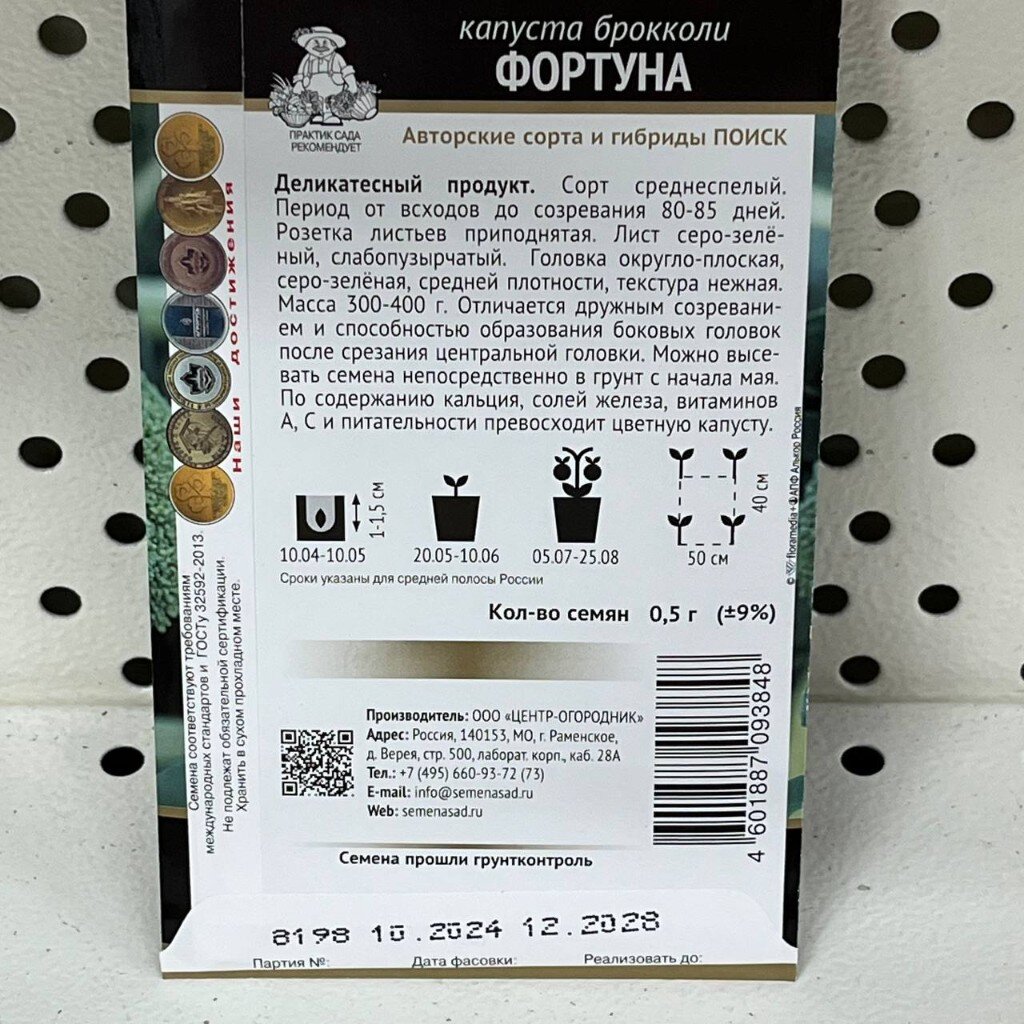 капуста брокколи
ФОРТУНА
ПРАКТИК САДА
РЕКОМЕНДУЕТ
Авторские сорта и гибриды ПОИСК
Деликатесный продукт. Сорт среднеспелый.
Период от всходов до созревания 80-85 дней.
Розетка листьев приподнятая. Лист серо-зелё-
ный, слабопузырчатый. Головка округло-плоская,
серо-зелёная, средней плотности, текстура нежная.
Масса 300-400 г. Отличается дружным созревани-
ем и способностью образования боковых головок
после срезания центральной головки. Можно высе-
вать семена непосредственно в грунт с начала мая.
По содержанию кальция, солей железа, витаминов
А, С и питательности превосходит цветную капусту.
Наши достижения
1-1,5 см
40 см
10.04-10.05 20.05-10.06 05.07-25.08 50 см
Сроки указаны для средней полосы России
© floramedia+© АПФ Алькор Россия
Кол-во семян 0,5 г (±9%)
Семена соответствуют требованиям
международных стандартов и ГОСТу 32592-2013.
Не подлежат обязательной сертификации.
Хранить в сухом прохладном месте.
Производитель: ООО «ЦЕНТР-ОГОРОДНИК»
Адрес: Россия, 140153, МО, г. Раменское,
д. Верея, стр. 500, лаборат. корп., каб. 28А
Тел.: +7 (495) 660-93-72 (73)
E-mail: info@semenasad.ru
Web: semenasad.ru
4 601887 093848
Семена прошли грунтконтроль
8198 10.2024 12.2028
Партия №: Дата фасовки: Реализовать до: